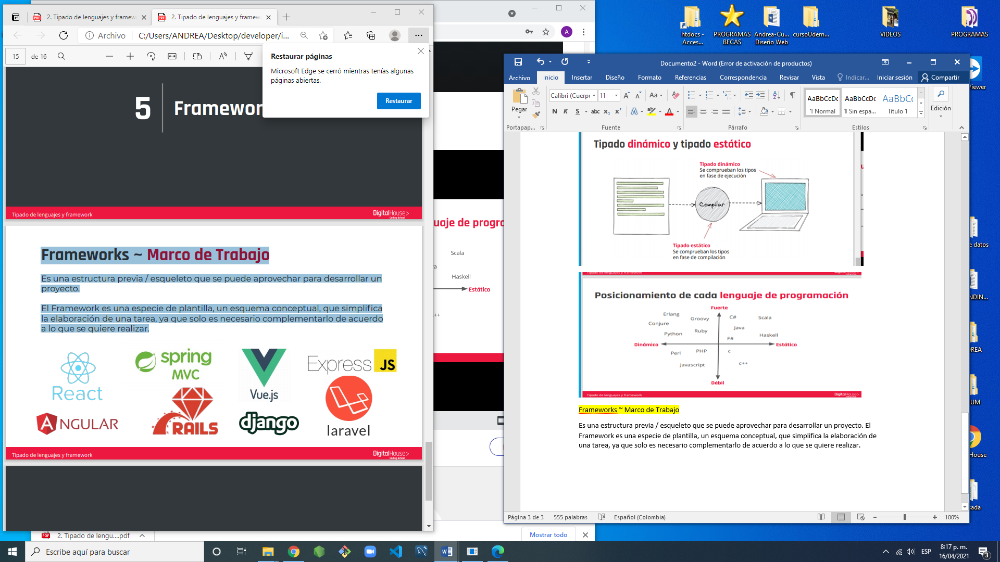 2. Tipado de lenguajes y framew
2. Tipado de lenguajes y framew
Archivo
C:/Users/ANDREA/Desktop/developer/i...
15
de 16
Restaurar páginas
Microsoft Edge se cerró mientras tenías algunas
páginas abiertas.
Restaurar
5
Tipado de lenguajes y framework
DigitalHouse>
Coding School
Frameworks ~ Marco de Trabajo
Es una estructura previa / esqueleto que se puede aprovechar para desarrollar un
proyecto.
El Framework es una especie de plantilla, un esquema conceptual, que simplifica
la elaboración de una tarea, ya que solo es necesario complementarlo de acuerdo
a lo que se quiere realizar.
React
spring
MVC
Vue.js
Express JS
ANGULAR
RAILS
django
laravel
Tipado de lenguajes y framework
DigitalHouse>
Coding School
A
Scala
Haskell
Estático
2. Tipado de lengu....pdf
Mostrar todo
htdocs -
Acces...
PROGRAMAS
BECAS
Andrea-Cu...
Diseño Web
cursoUdem...
VIDEOS
PROGRAMAS
Documento2 - Word (Error de activación de productos)
Archivo
Inicio
Insertar
Diseño
Formato
Referencias
Correspondencia
Revisar
Vista
Indicar...
Iniciar sesión
Compartir
Pegar
Calibri (Cuerpo
11
N K S abc x₂ x²
AaBbCcDc
¶ Normal
AaBbCcDc
¶ Sin espa...
AaBbCc
Título 1
Edición
Portapap...
Fuente
Párrafo
Estilos
Tipado dinámico y tipado estático
Tipado dinámico
Se comprueban los tipos
en fase de ejecución
Compilar
Tipado estático
Se comprueban los tipos
en fase de compilación
Posicionamiento de cada lenguaje de programación
Fuerte
Erlang
Groovy
C#
Scala
Conjure
Java
Python
Ruby
Haskell
F#
Dinámico
Estático
Perl
PHP
c
Javascript
c++
Débil
Tipado de lenguajes y framework
DigitalHouse>
Frameworks ~ Marco de Trabajo
Es una estructura previa / esqueleto que se puede aprovechar para desarrollar un proyecto. El
Framework es una especie de plantilla, un esquema conceptual, que simplifica la elaboración de
una tarea, ya que solo es necesario complementarlo de acuerdo a lo que se quiere realizar.
Página 3 de 3
555 palabras
Español (Colombia)
100%
Escribe aquí para buscar
ESP
8:17 p. m.
16/04/2021
3